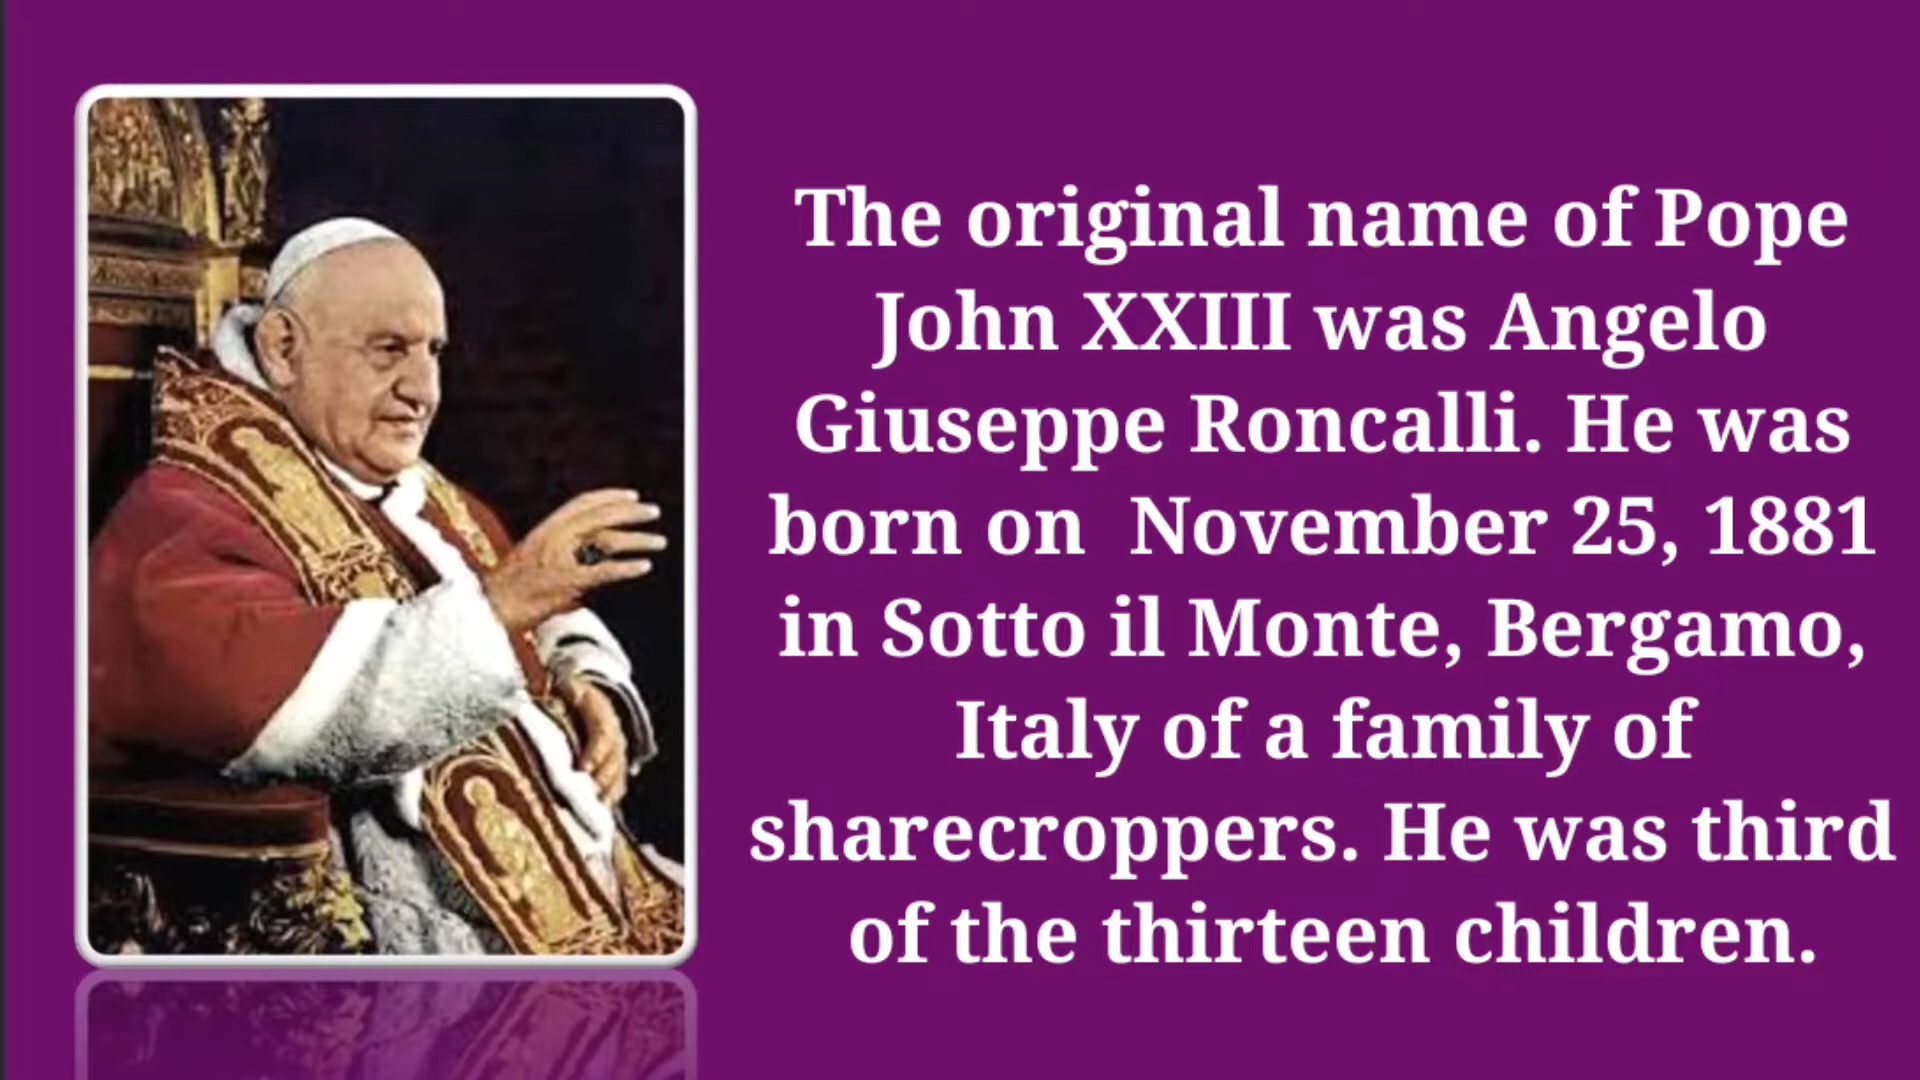 The original name of Pope
John XXIII was Angelo
Giuseppe Roncalli. He was
born on  November 25, 1881
in Sotto il Monte, Bergamo,
Italy of a family of
sharecroppers. He was third
of the thirteen children.